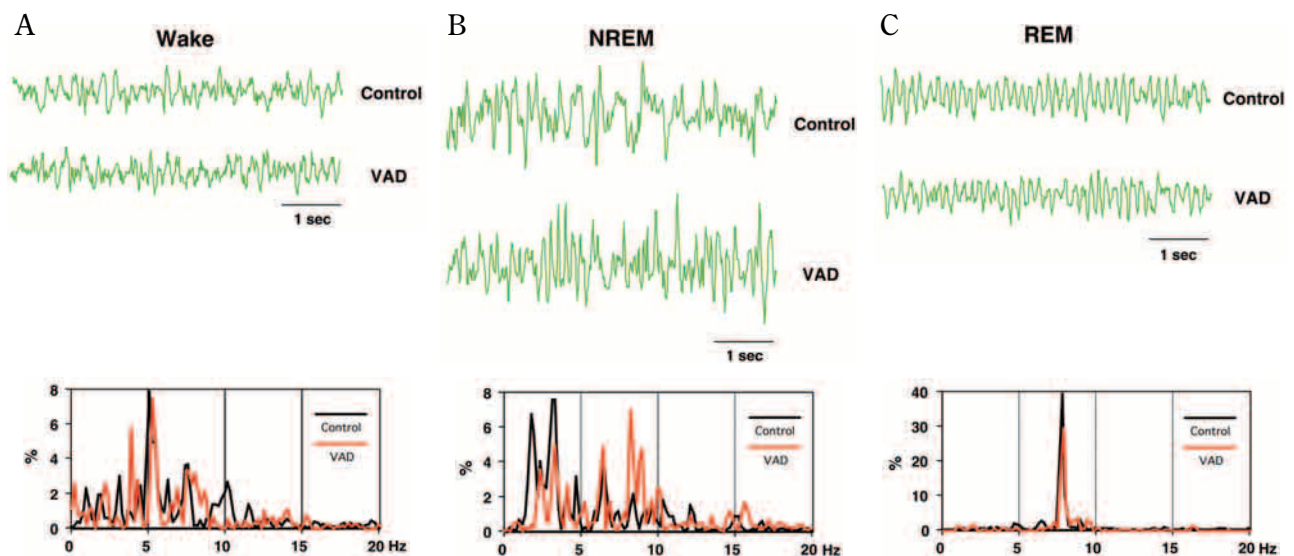 A
Wake
Control
VAD
1 sec
8
6
4
2
0
%
Control
VAD
0 5 10 15 20 Hz
B
NREM
Control
VAD
1 sec
8
6
4
2
0
%
Control
VAD
0 5 10 15 20 Hz
C
REM
Control
VAD
1 sec
40
30
20
10
0
%
Control
VAD
0 5 10 15 20 Hz